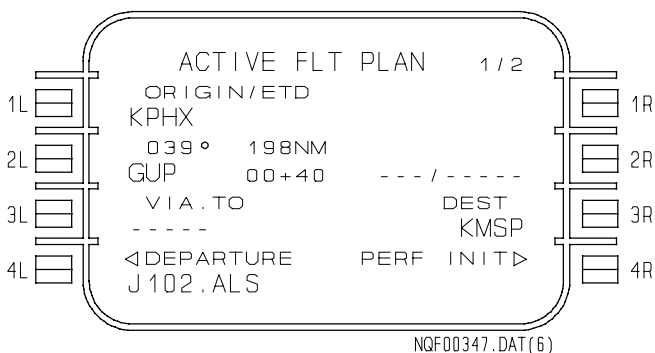 ACTIVE FLT PLAN 1/2
ORIGIN/ETD
1L 1R
KPHX
039° 198NM
2L 2R
GUP 00+40 ---/-----
VIA.TO DEST
3L 3R
----- KMSP
◁DEPARTURE PERF INIT▷
4L 4R
J102.ALS
NQF00347.DAT(6)